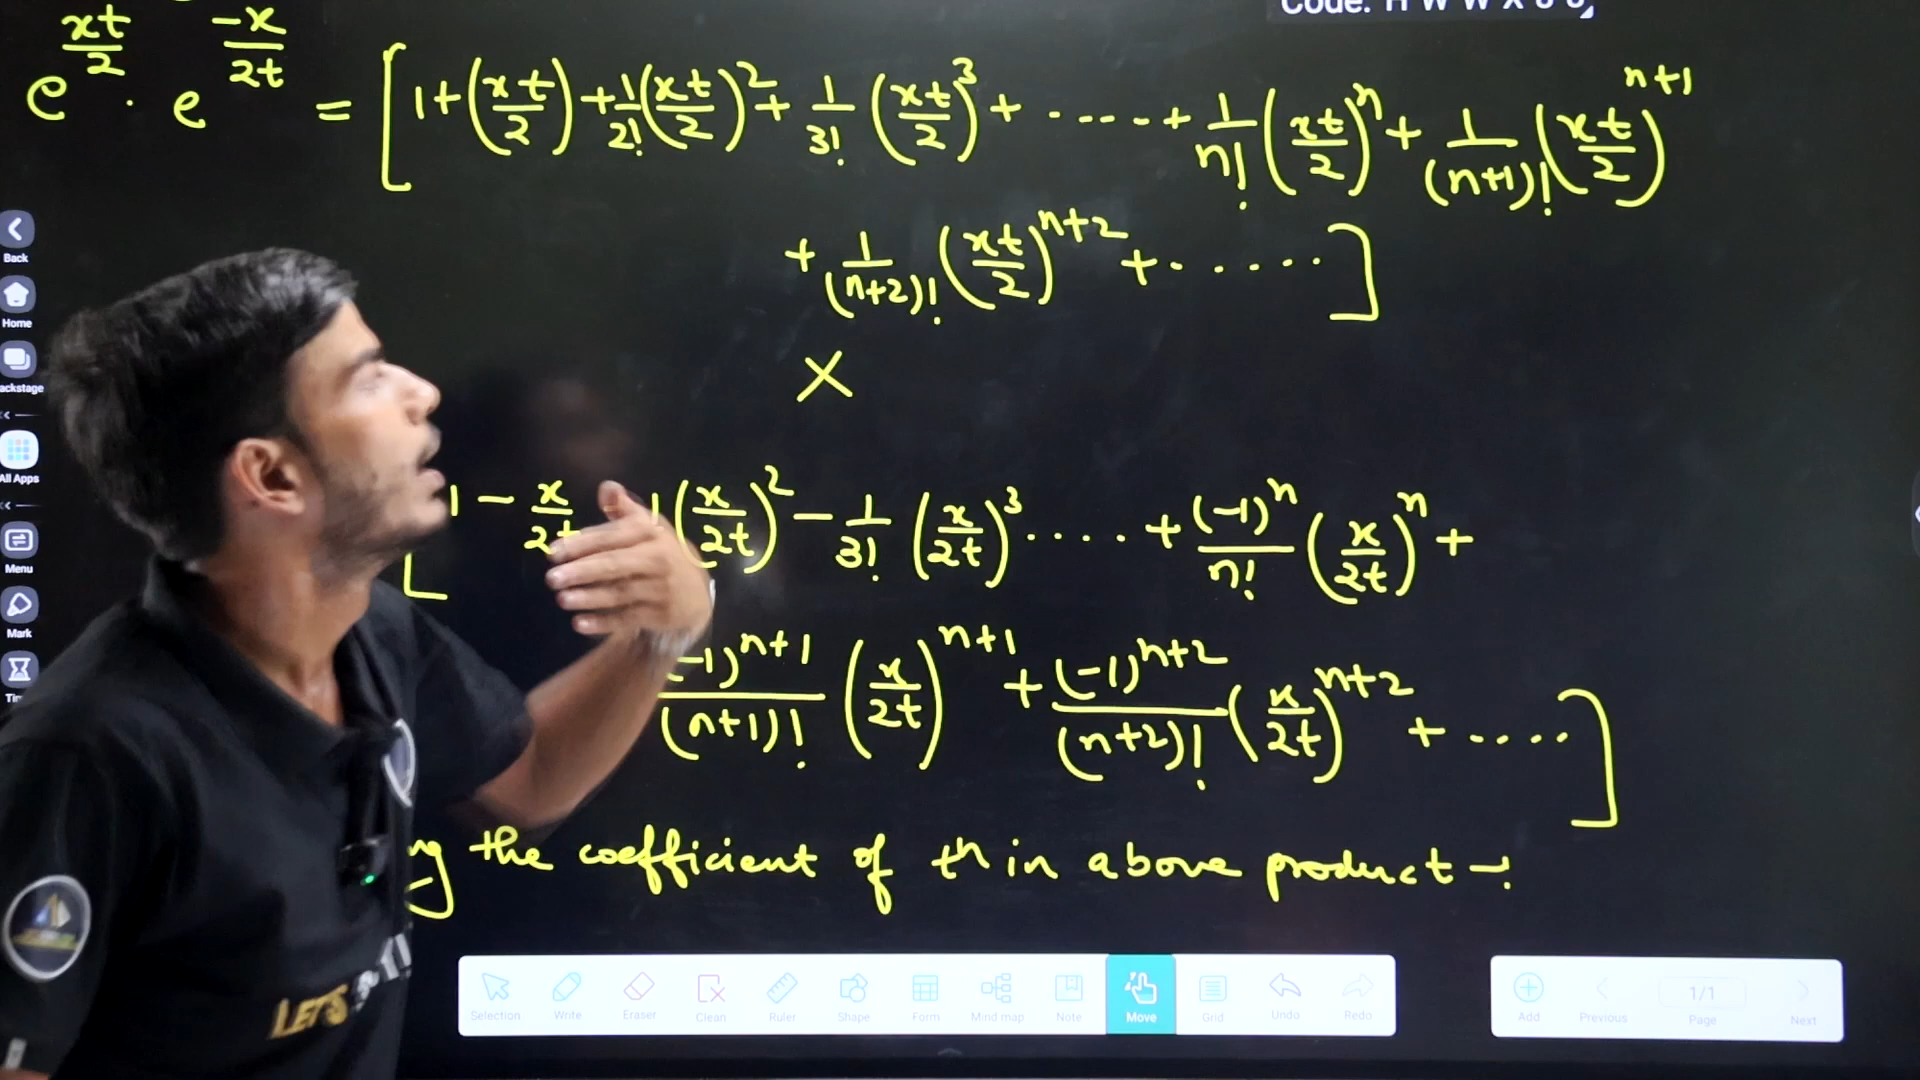 Code: H W W X
e^(xt/2) · e^(-x/2t) = [1 + (xt/2) + 1/2! (xt/2)^2 + 1/3! (xt/2)^3 + ----- + 1/n! (xt/2)^n + 1/(n+1)! (xt/2)^(n+1)
+ 1/(n+2)! (xt/2)^(n+2) + ...... ]
X
[1 - x/2t (x/2t)^2 - 1/3! (x/2t)^3 ..... + (-1)^n/n! (x/2t)^n +
(-1)^(n+1)/(n+1)! (x/2t)^(n+1) + (-1)^(n+2)/(n+2)! (x/2t)^(n+2) + .... ]
the coefficient of t^n in above product -:
Back
Home
ackstage
All Apps
Menu
Mark
LET'S
Selection Write Eraser Clean Ruler Shape Form Mind map Note Move Grid Undo Redo
Add Previous 1/1 Page Next